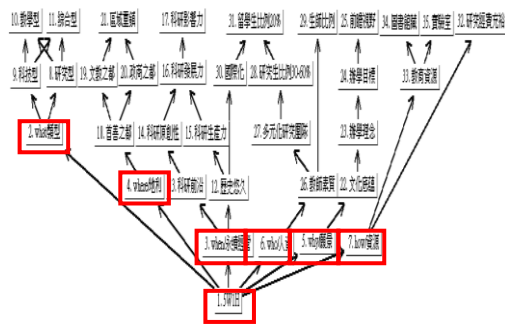 10.教學型
11.綜合型
21.區域重鎮
17.科研影響力
31.留學生比例20%
29.生師比例
25.前瞻視野
34.圖書館藏
35.實驗室
32.研究經費充裕
9.科技型
8.研究型
19.文教之都
20.政商之都
16.科研發展力
30.國際化
28.研究生比例30-60%
24.辦學目標
33.教育資源
2.what類型
18.首善之都
14.科研原創性
15.科研生產力
27.多元化研究團隊
23.辦學理念
4.where地利
13.科研前沿
12.歷史悠久
26.教師素質
22.文化底蘊
3.when永續經營
6.who人
5.why願景
7.how資源
1.5W1H